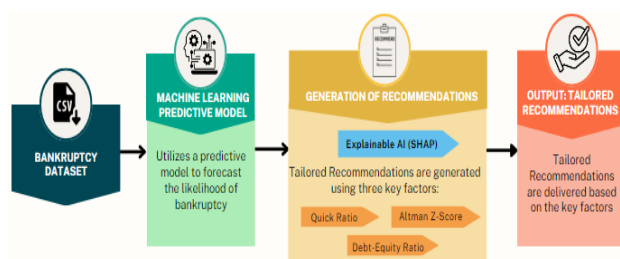 CSV
BANKRUPTCY
DATASET
MACHINE LEARNING
PREDICTIVE MODEL
Utilizes a predictive
model to forecast
the likelihood of
bankruptcy
RECOMMEND
GENERATION OF RECOMMENDATIONS
Explainable AI (SHAP)
Tailored Recommendations are generated
using three key factors:
Quick Ratio
Altman Z-Score
Debt-Equity Ratio
OUTPUT: TAILORED
RECOMMENDATIONS
Tailored
Recommendations
are delivered based
on the key factors